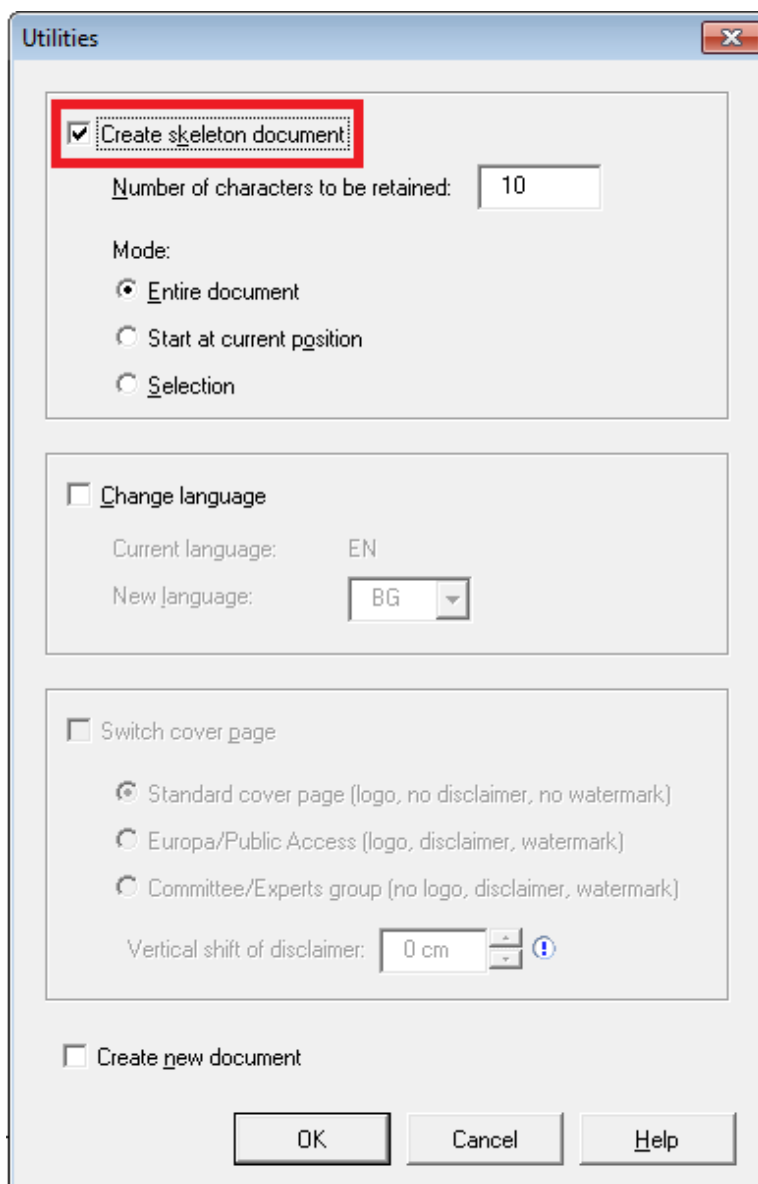 Utilities
Create skeleton document
Number of characters to be retained: 10
Mode:
Entire document
Start at current position
Selection
Change language
Current language: EN
New language: BG
Switch cover page
Standard cover page (logo, no disclaimer, no watermark)
Europa/Public Access (logo, disclaimer, watermark)
Committee/Experts group (no logo, disclaimer, watermark)
Vertical shift of disclaimer: 0 cm
Create new document
OK Cancel Help